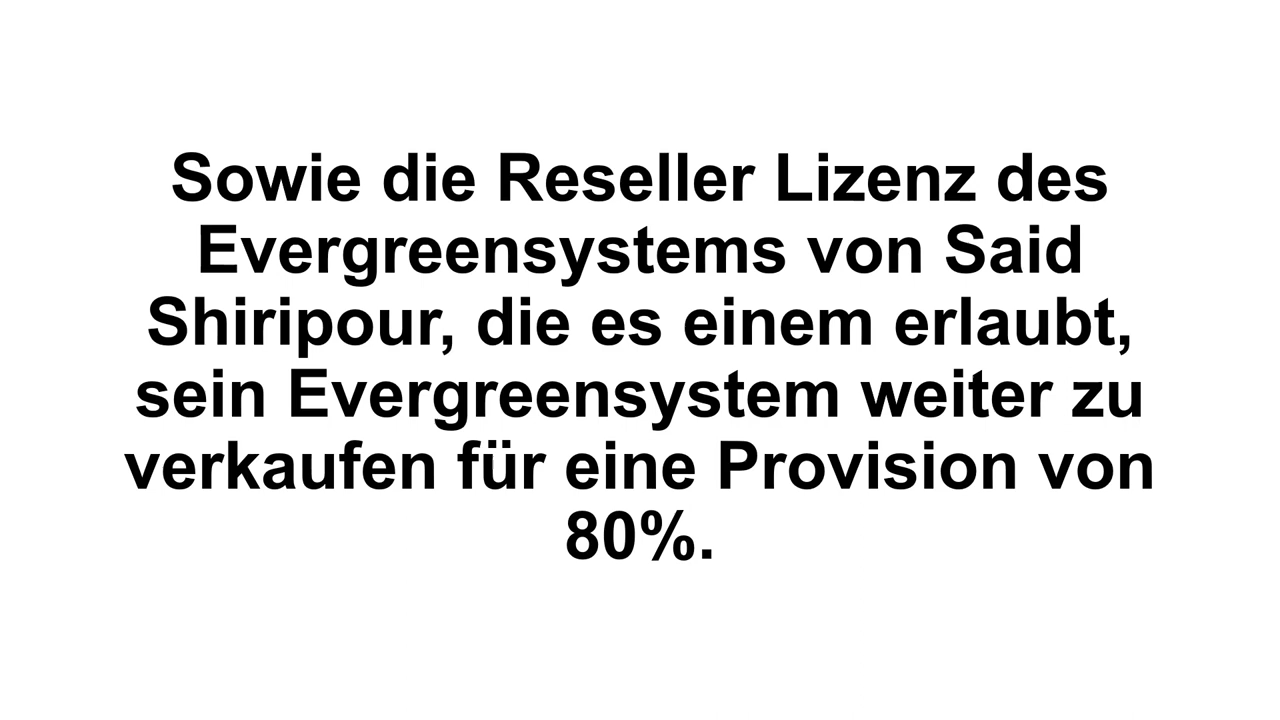 Sowie die Reseller Lizenz des
Evergreensystems von Said
Shiripour, die es einem erlaubt,
sein Evergreensystem weiter zu
verkaufen für eine Provision von
80%.